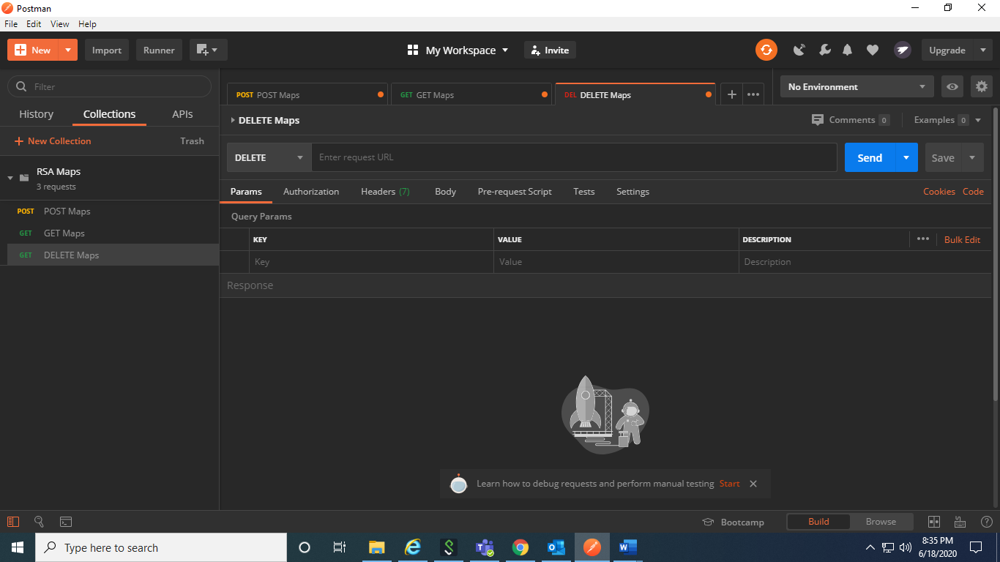 Postman
File Edit View Help
New Import Runner My Workspace Invite Upgrade
Filter
History Collections APIs
New Collection Trash
RSA Maps
3 requests
POST POST Maps
GET GET Maps
GET DELETE Maps
POST POST Maps GET GET Maps DEL DELETE Maps No Environment
DELETE Maps Comments 0 Examples 0
DELETE Enter request URL Send Save
Params Authorization Headers (7) Body Pre-request Script Tests Settings Cookies Code
Query Params
KEY VALUE DESCRIPTION Bulk Edit
Key Value Description
Response
Learn how to debug requests and perform manual testing Start
Bootcamp Build Browse
Type here to search
8:35 PM
6/18/2020